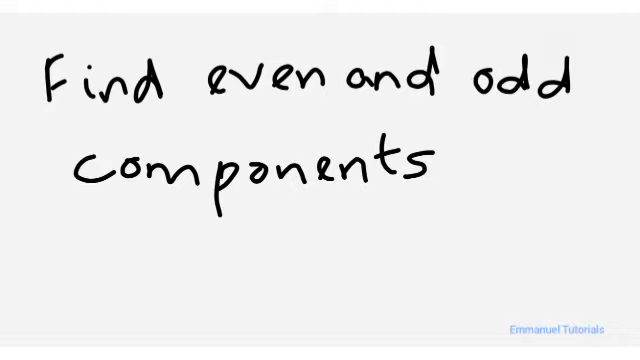 Find even and odd
components
Emmanuel Tutorials